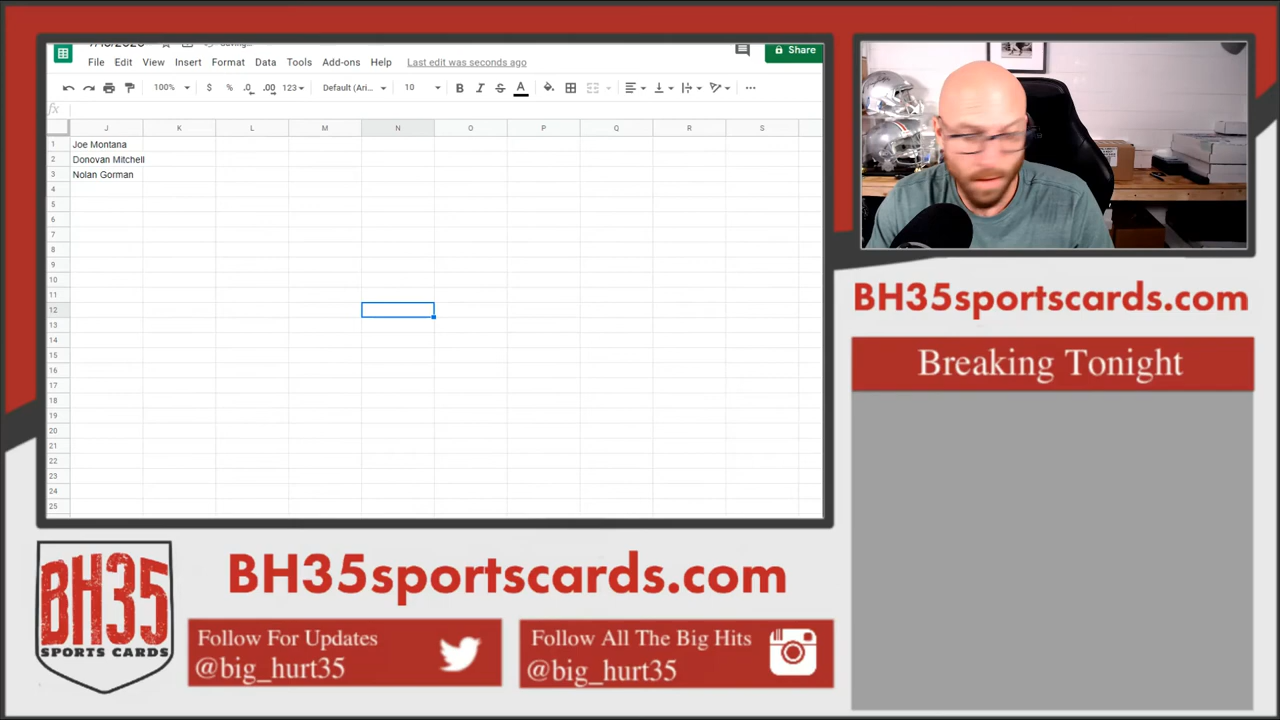 File Edit View Insert Format Data Tools Add-ons Help Last edit was seconds ago Share
100% $ % .0 .00 123 Default (Ari... 10 B I S A
fx
J K L M N O P Q R S
1 Joe Montana
2 Donovan Mitchell
3 Nolan Gorman
4
5
6
7
8
9
10
11
12
13
14
15
16
17
18
19
20
21
22
23
24
25
BH35sportscards.com
Breaking Tonight
BH35
SPORTS CARDS
BH35sportscards.com
Follow For Updates
@big_hurt35
Follow All The Big Hits
@big_hurt35